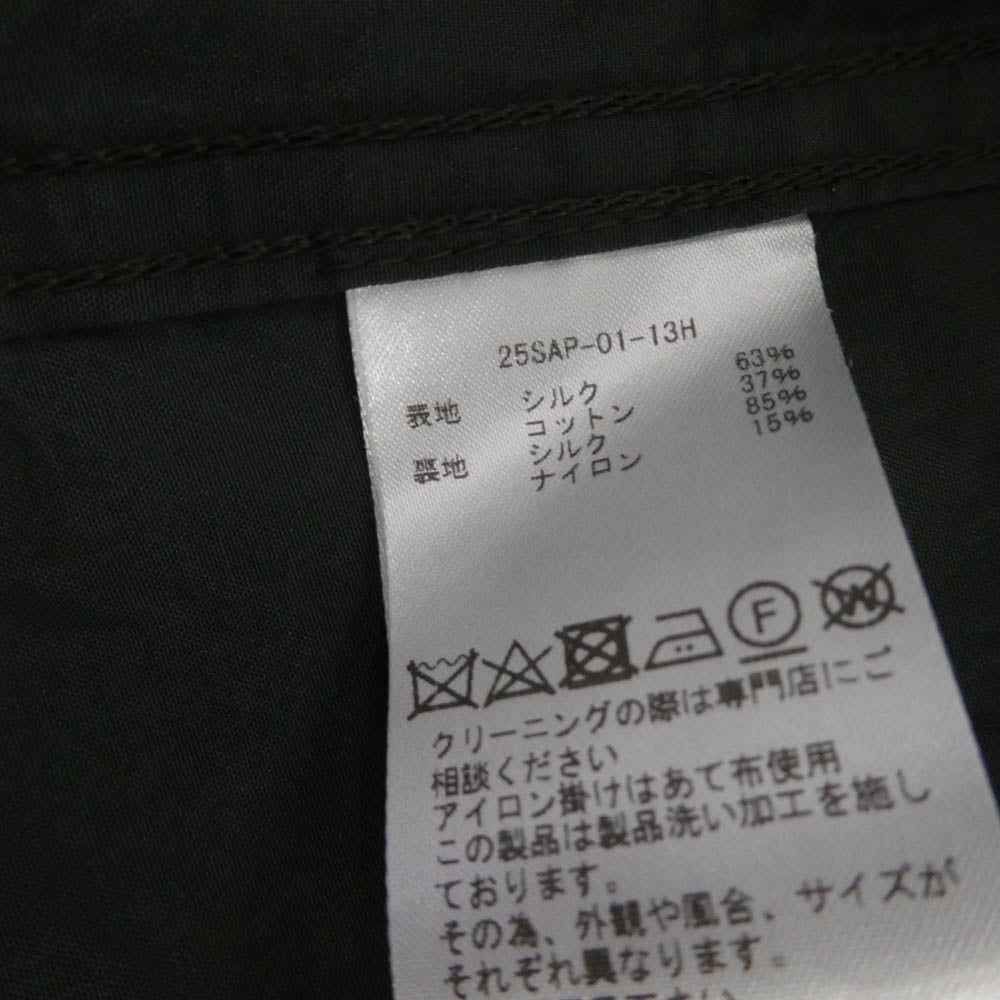 25SAP-01-13H
表地 シルク 63%
コットン 37%
裏地 シルク 85%
ナイロン 15%
F W
クリーニングの際は専門店にご
相談ください
アイロン掛けはあて布使用
この製品は製品洗い加工を施し
ております。
その為、外観や風合、サイズが
それぞれ異なります。